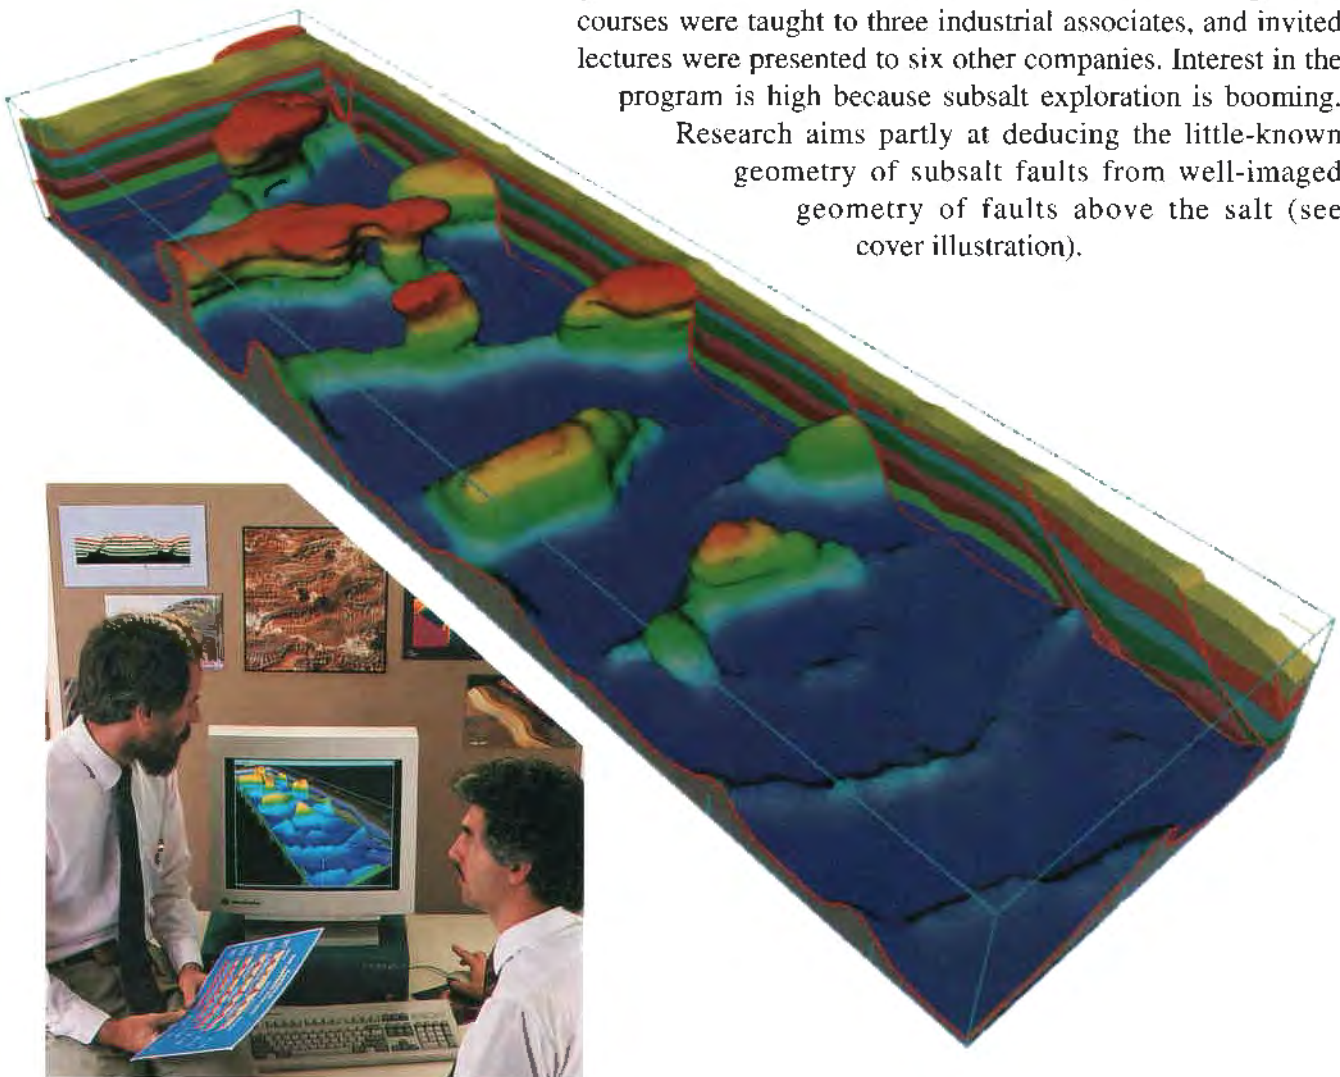 courses were taught to three industrial associates, and invited
lectures were presented to six other companies. Interest in the
program is high because subsalt exploration is booming.
Research aims partly at deducing the little-known
geometry of subsalt faults from well-imaged
geometry of faults above the salt (see
cover illustration).